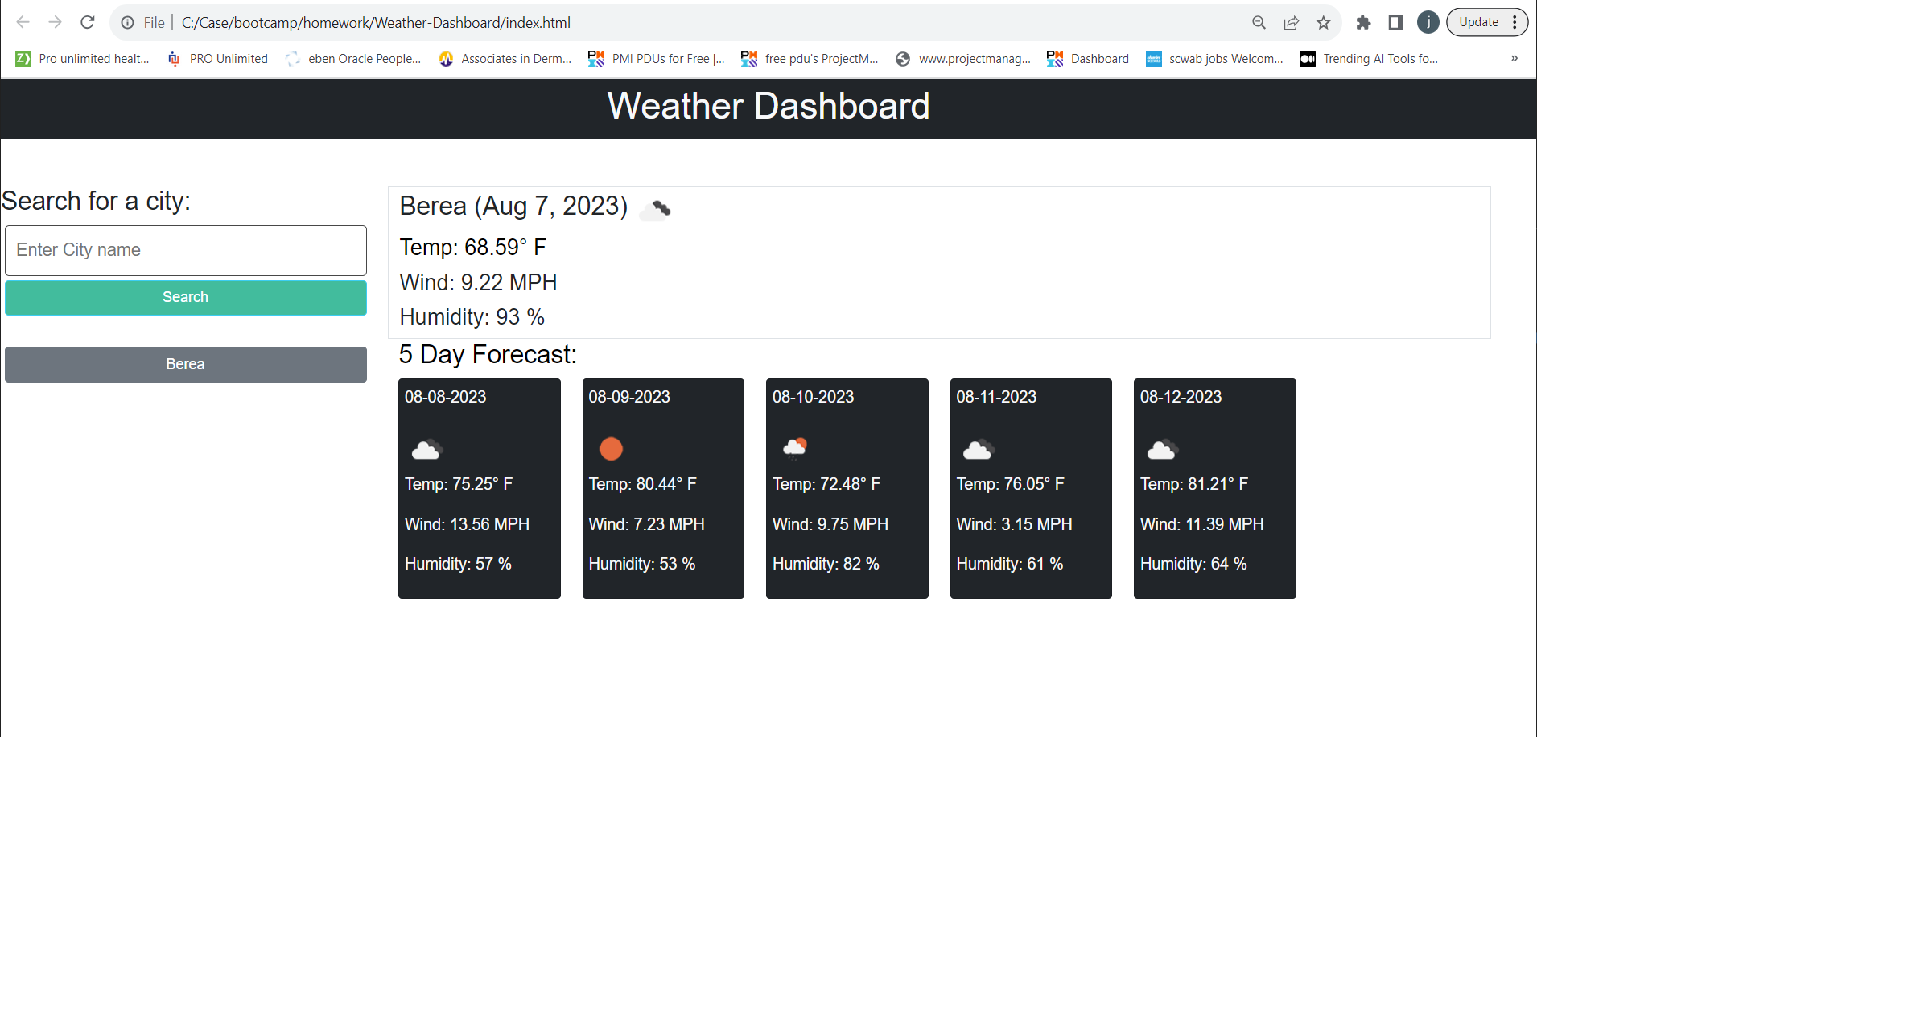 File | C:/Case/bootcamp/homework/Weather-Dashboard/index.html
j
Update
Pro unlimited healt...
PRO Unlimited
eben Oracle People...
Associates in Derm...
PMI PDUs for Free |...
free pdu's ProjectM...
www.projectmanag...
Dashboard
scwab jobs Welcom...
Trending AI Tools fo...
»
Weather Dashboard
Search for a city:
Enter City name
Search
Berea
Berea (Aug 7, 2023)
Temp: 68.59° F
Wind: 9.22 MPH
Humidity: 93 %
5 Day Forecast:
08-08-2023
Temp: 75.25° F
Wind: 13.56 MPH
Humidity: 57 %
08-09-2023
Temp: 80.44° F
Wind: 7.23 MPH
Humidity: 53 %
08-10-2023
Temp: 72.48° F
Wind: 9.75 MPH
Humidity: 82 %
08-11-2023
Temp: 76.05° F
Wind: 3.15 MPH
Humidity: 61 %
08-12-2023
Temp: 81.21° F
Wind: 11.39 MPH
Humidity: 64 %